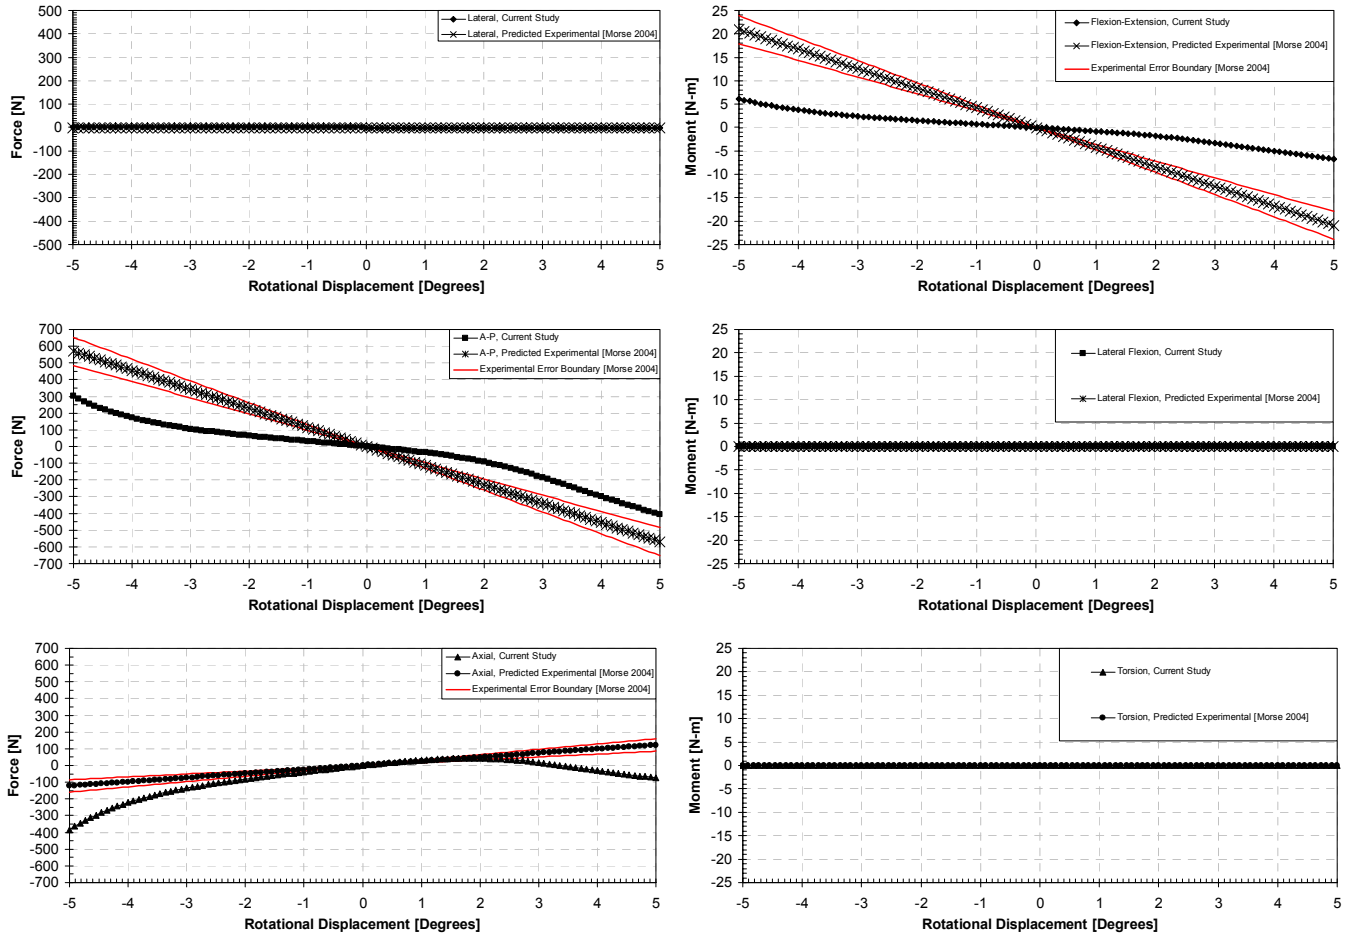 500
400
300
200
100
0
-100
-200
-300
-400
-500
Force [N]
-5 -4 -3 -2 -1 0 1 2 3 4 5
Rotational Displacement [Degrees]
Lateral, Current Study
Lateral, Predicted Experimental [Morse 2004]
25
20
15
10
5
0
-5
-10
-15
-20
-25
Moment [N-m]
-5 -4 -3 -2 -1 0 1 2 3 4 5
Rotational Displacement [Degrees]
Flexion-Extension, Current Study
Flexion-Extension, Predicted Experimental [Morse 2004]
Experimental Error Boundary [Morse 2004]
700
600
500
400
300
200
100
0
-100
-200
-300
-400
-500
-600
-700
Force [N]
-5 -4 -3 -2 -1 0 1 2 3 4 5
Rotational Displacement [Degrees]
A-P, Current Study
A-P, Predicted Experimental [Morse 2004]
Experimental Error Boundary [Morse 2004]
25
20
15
10
5
0
-5
-10
-15
-20
-25
Moment [N-m]
-5 -4 -3 -2 -1 0 1 2 3 4 5
Rotational Displacement [Degrees]
Lateral Flexion, Current Study
Lateral Flexion, Predicted Experimental [Morse 2004]
700
600
500
400
300
200
100
0
-100
-200
-300
-400
-500
-600
-700
Force [N]
-5 -4 -3 -2 -1 0 1 2 3 4 5
Rotational Displacement [Degrees]
Axial, Current Study
Axial, Predicted Experimental [Morse 2004]
Experimental Error Boundary [Morse 2004]
25
20
15
10
5
0
-5
-10
-15
-20
-25
Moment [N-m]
-5 -4 -3 -2 -1 0 1 2 3 4 5
Rotational Displacement [Degrees]
Torsion, Current Study
Torsion, Predicted Experimental [Morse 2004]